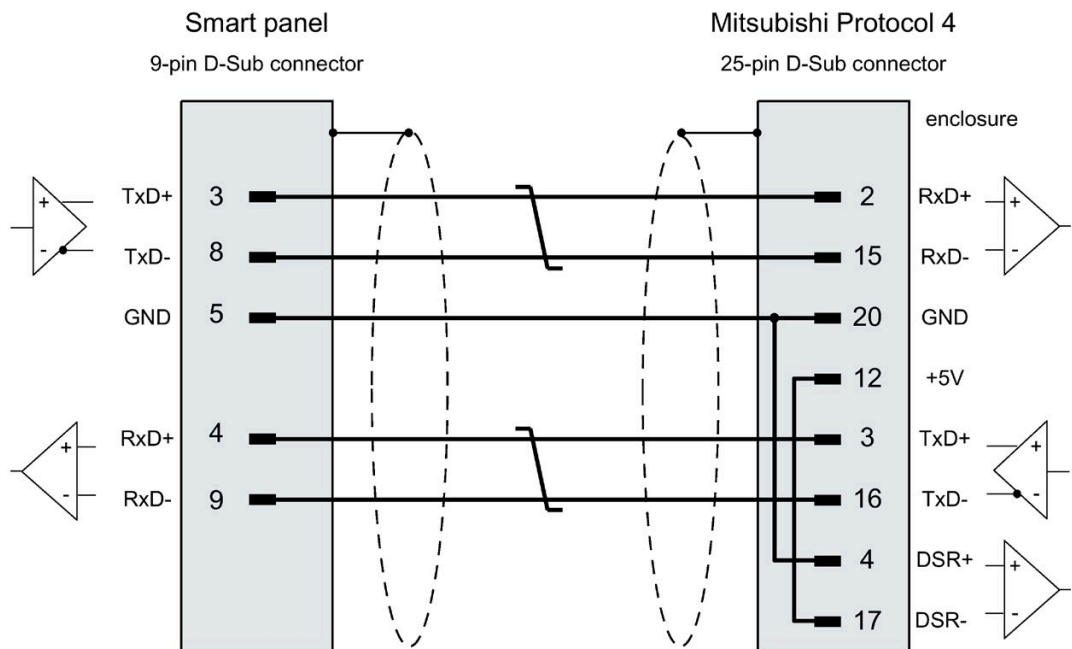 Smart panel
Mitsubishi Protocol 4
9-pin D-Sub connector
25-pin D-Sub connector
enclosure
+
-
TxD+ 3
2 RxD+
+
-
TxD- 8
15 RxD-
GND 5
20 GND
12 +5V
+
-
RxD+ 4
3 TxD+
+
-
RxD- 9
16 TxD-
4 DSR+
+
-
17 DSR-